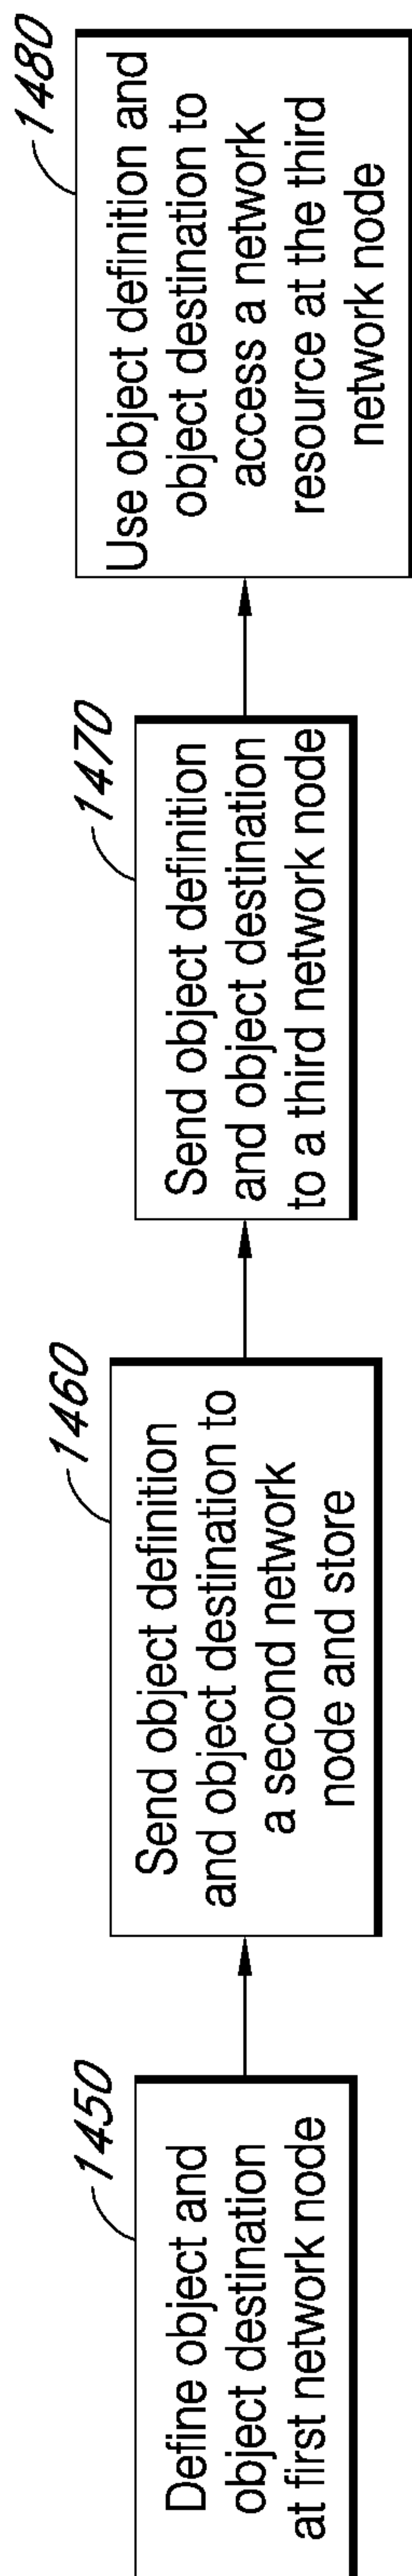 1450
Define object and
object destination
at first network node
1460
Send object definition
and object destination to
a second network
node and store
1470
Send object definition
and object destination
to a third network node
1480
Use object definition and
object destination to
access a network
resource at the third
network node